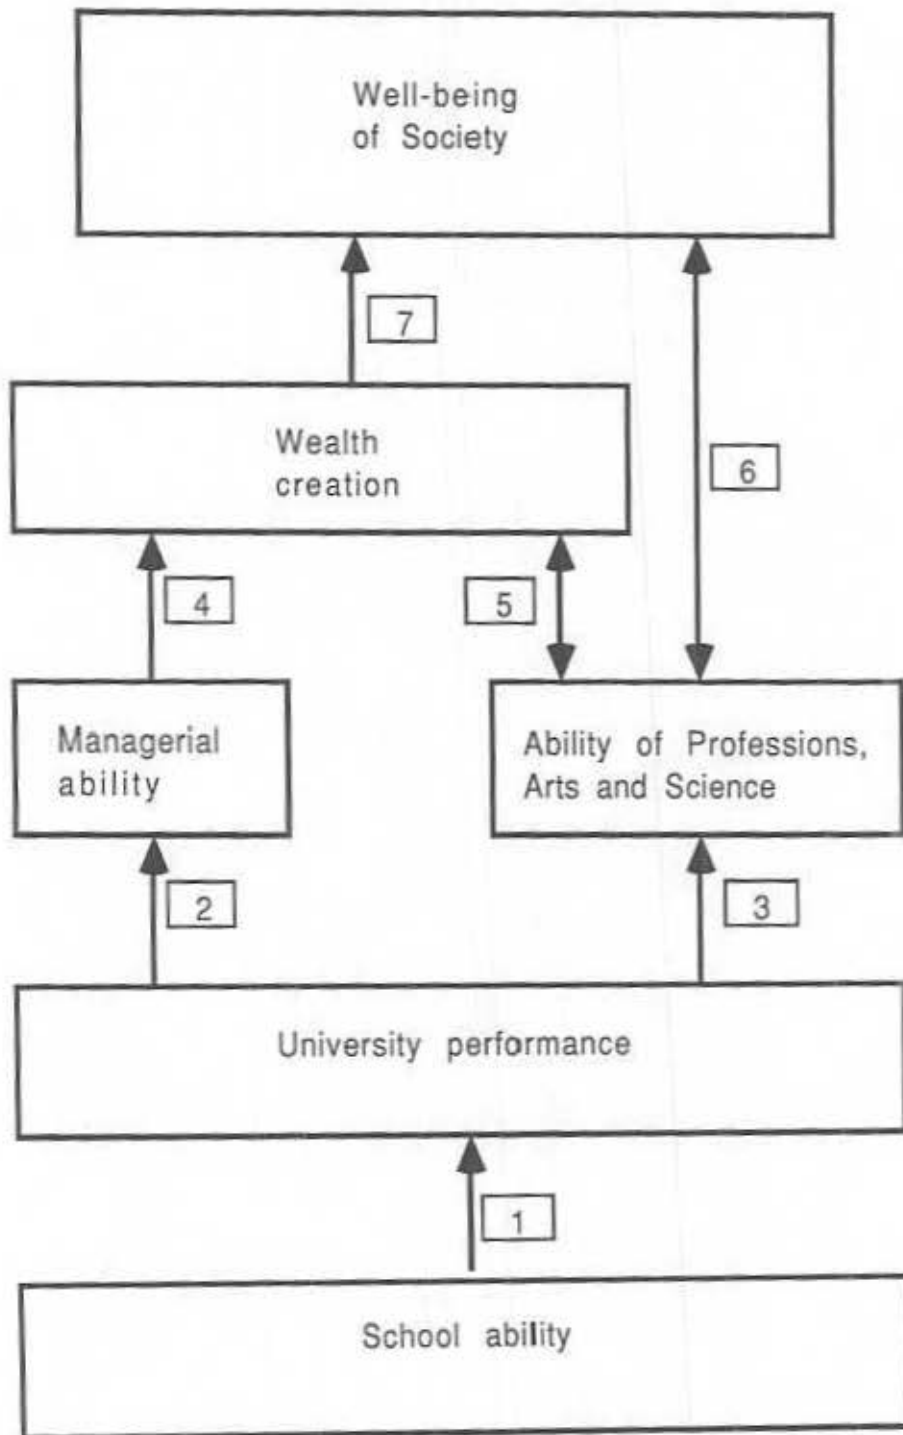 Well-being
of Society
7
Wealth
creation
6
4
5
Managerial
ability
Ability of Professions,
Arts and Science
2
3
University performance
1
School ability